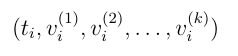 $(t_i, v_i^{(1)}, v_i^{(2)}, \ldots, v_i^{(k)})$